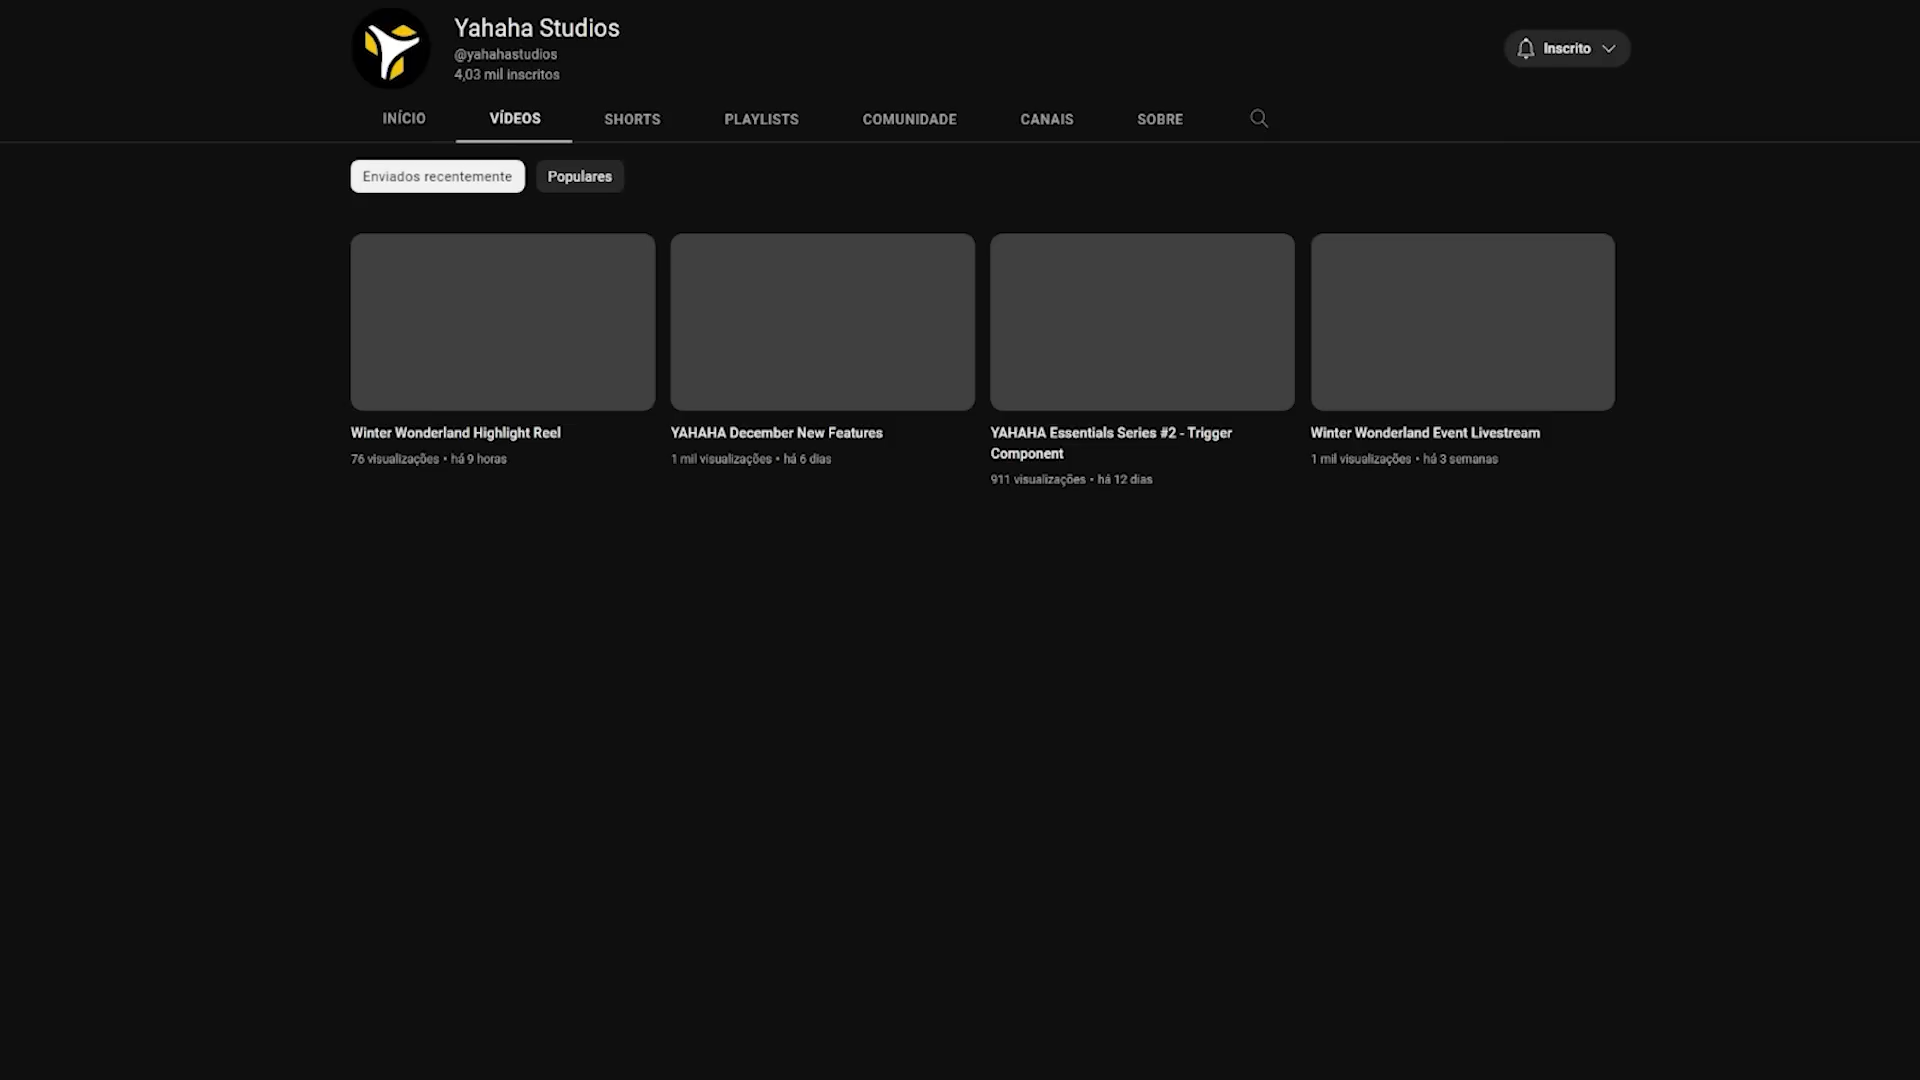 Yahaha Studios
@yahahastudios
4,03 mil inscritos
Inscrito
INÍCIO VÍDEOS SHORTS PLAYLISTS COMUNIDADE CANAIS SOBRE
Enviados recentemente Populares
Winter Wonderland Highlight Reel
76 visualizações • há 9 horas
YAHAHA December New Features
1 mil visualizações • há 6 dias
YAHAHA Essentials Series #2 - Trigger
Component
911 visualizações • há 12 dias
Winter Wonderland Event Livestream
1 mil visualizações • há 3 semanas